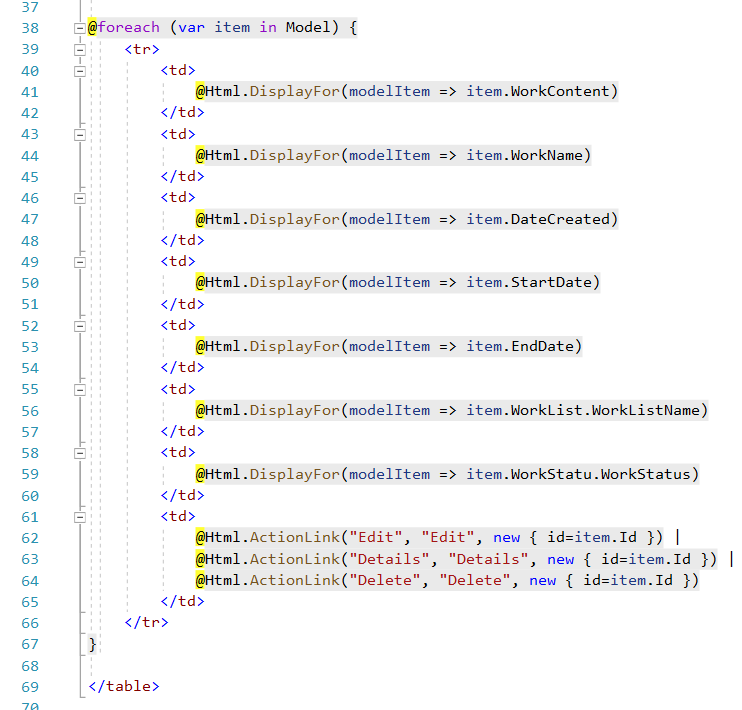 37
38 @foreach (var item in Model) {
39 <tr>
40 <td>
41 @Html.DisplayFor(modelItem => item.WorkContent)
42 </td>
43 <td>
44 @Html.DisplayFor(modelItem => item.WorkName)
45 </td>
46 <td>
47 @Html.DisplayFor(modelItem => item.DateCreated)
48 </td>
49 <td>
50 @Html.DisplayFor(modelItem => item.StartDate)
51 </td>
52 <td>
53 @Html.DisplayFor(modelItem => item.EndDate)
54 </td>
55 <td>
56 @Html.DisplayFor(modelItem => item.WorkList.WorkListName)
57 </td>
58 <td>
59 @Html.DisplayFor(modelItem => item.WorkStatu.WorkStatus)
60 </td>
61 <td>
62 @Html.ActionLink("Edit", "Edit", new { id=item.Id }) |
63 @Html.ActionLink("Details", "Details", new { id=item.Id }) |
64 @Html.ActionLink("Delete", "Delete", new { id=item.Id })
65 </td>
66 </tr>
67 }
68
69 </table>
70